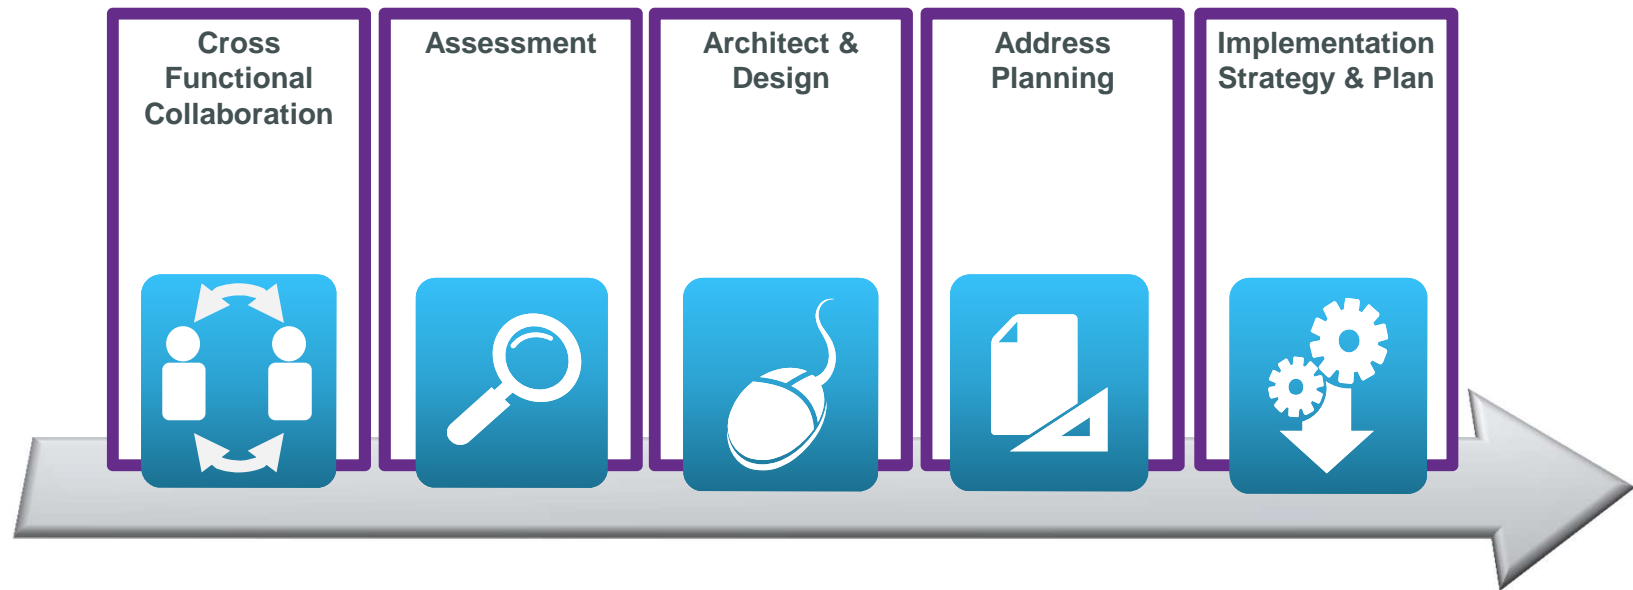 Cross
Functional
Collaboration
Assessment
Architect &
Design
Address
Planning
Implementation
Strategy & Plan